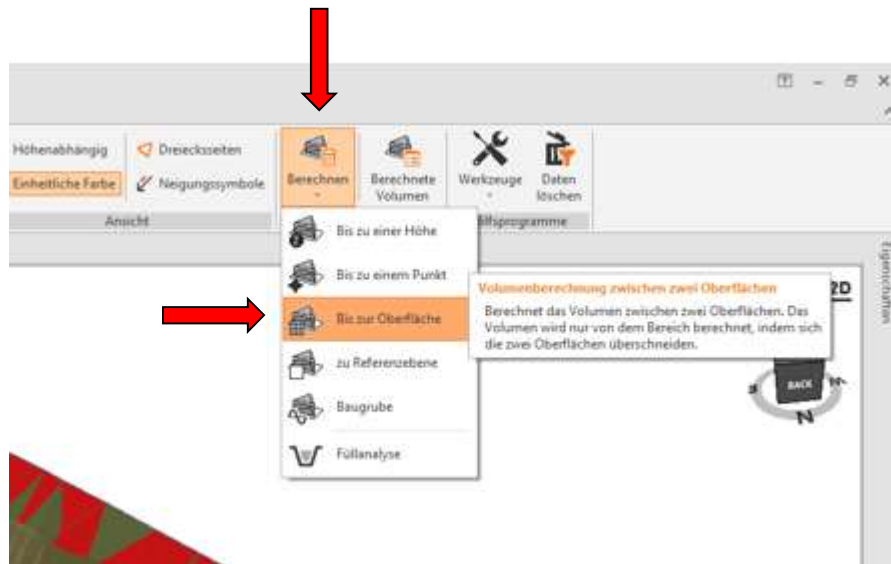 Höhenabhängig
Dreiecksseiten
Einheitliche Farbe
Neigungssymbole
Berechnen
Berechnete
Volumen
Werkzeuge
Daten
löschen
Ansicht
lfsprogramme
Bis zu einer Höhe
Bis zu einem Punkt
Bis zur Oberfläche
zu Referenzebene
Baugrube
Füllanalyse
Volumenberechnung zwischen zwei Oberflächen
Berechnet das Volumen zwischen zwei Oberflächen. Das
Volumen wird nur von dem Bereich berechnet, indem sich
die zwei Oberflächen überschneiden.
2D
Eigenschaften
BACK
N